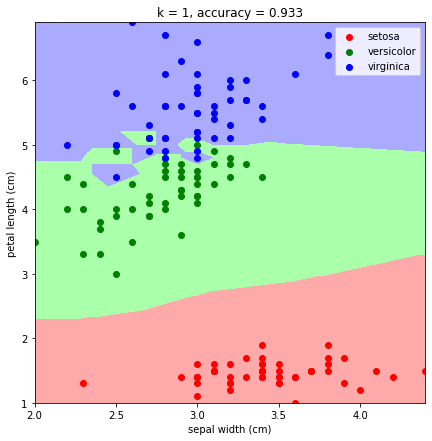 k = 1, accuracy = 0.933
setosa
versicolor
virginica
petal length (cm)
6
5
4
3
2
1
2.0 2.5 3.0 3.5 4.0
sepal width (cm)